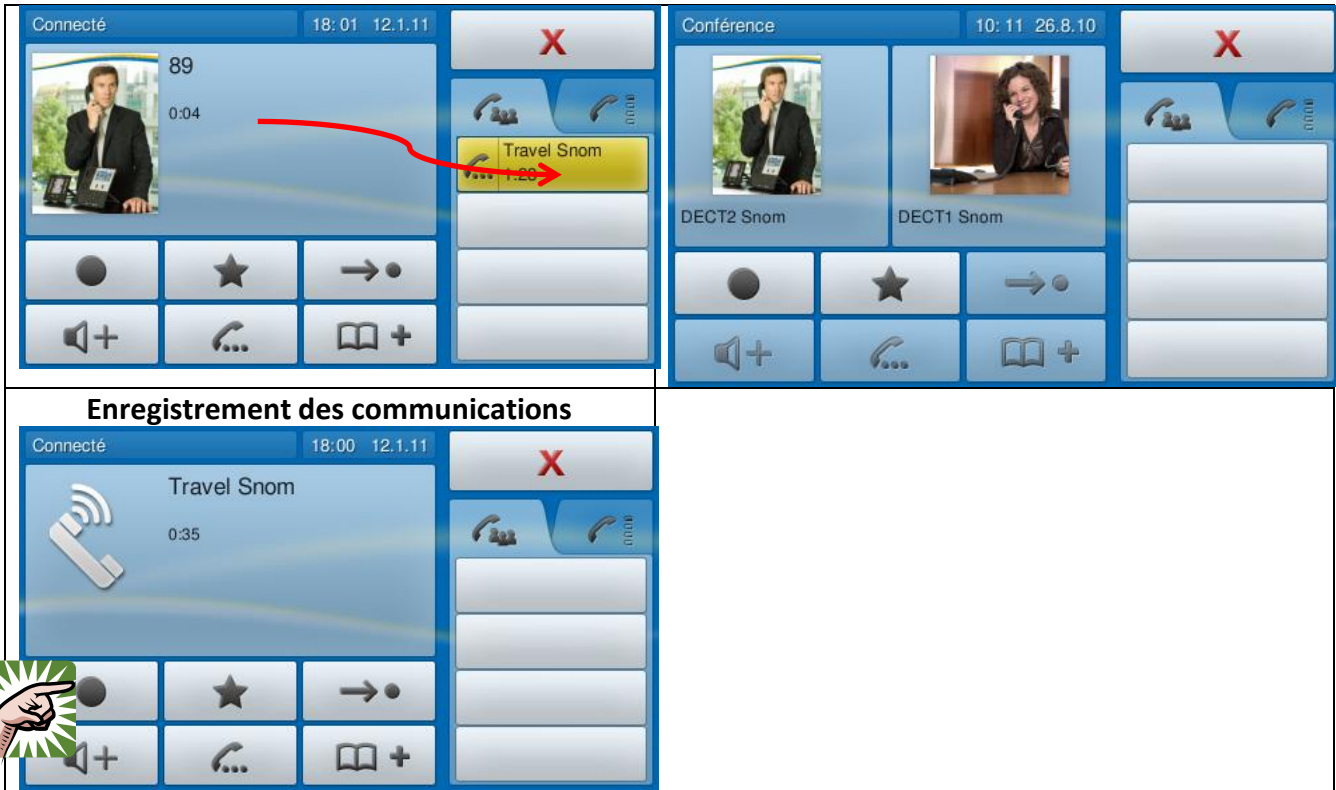 Connecté 18:01 12.1.11
X
89
0:04
Travel Snom
Conférence 10:11 26.8.10
X
DECT2 Snom DECT1 Snom
Enregistrement des communications
Connecté 18:00 12.1.11
X
Travel Snom
0:35